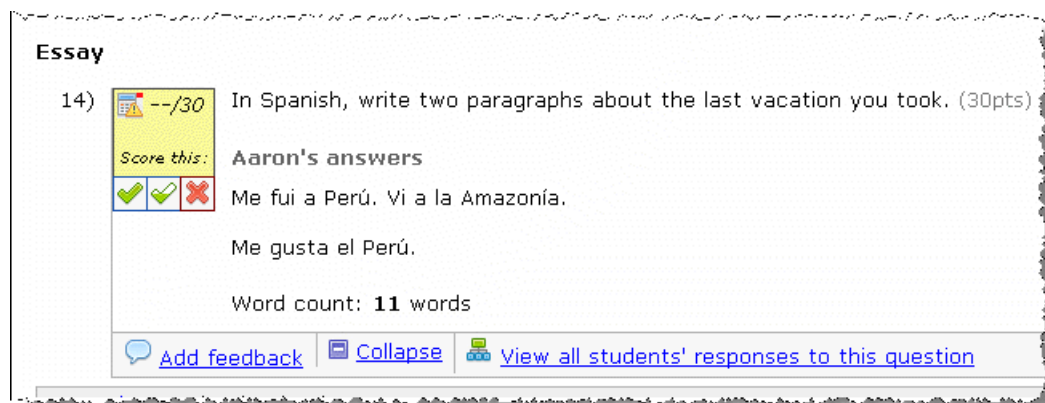 Essay
14) --/30 In Spanish, write two paragraphs about the last vacation you took. (30pts)
Score this: Aaron's answers
Me fui a Perú. Vi a la Amazonía.
Me gusta el Perú.
Word count: 11 words
Add feedback Collapse View all students' responses to this question